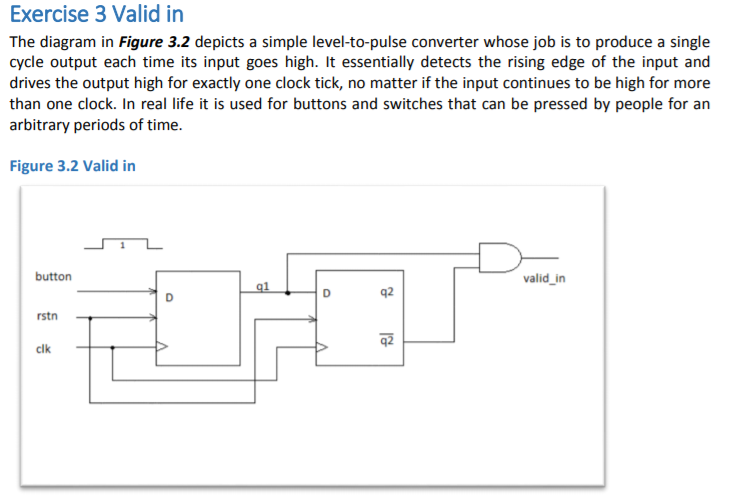 Exercise 3 Valid in
The diagram in Figure 3.2 depicts a simple level-to-pulse converter whose job is to produce a single
cycle output each time its input goes high. It essentially detects the rising edge of the input and
drives the output high for exactly one clock tick, no matter if the input continues to be high for more
than one clock. In real life it is used for buttons and switches that can be pressed by people for an
arbitrary periods of time.
Figure 3.2 Valid in
1
button
valid_in
q1
D
D
q2
rstn
q2
clk